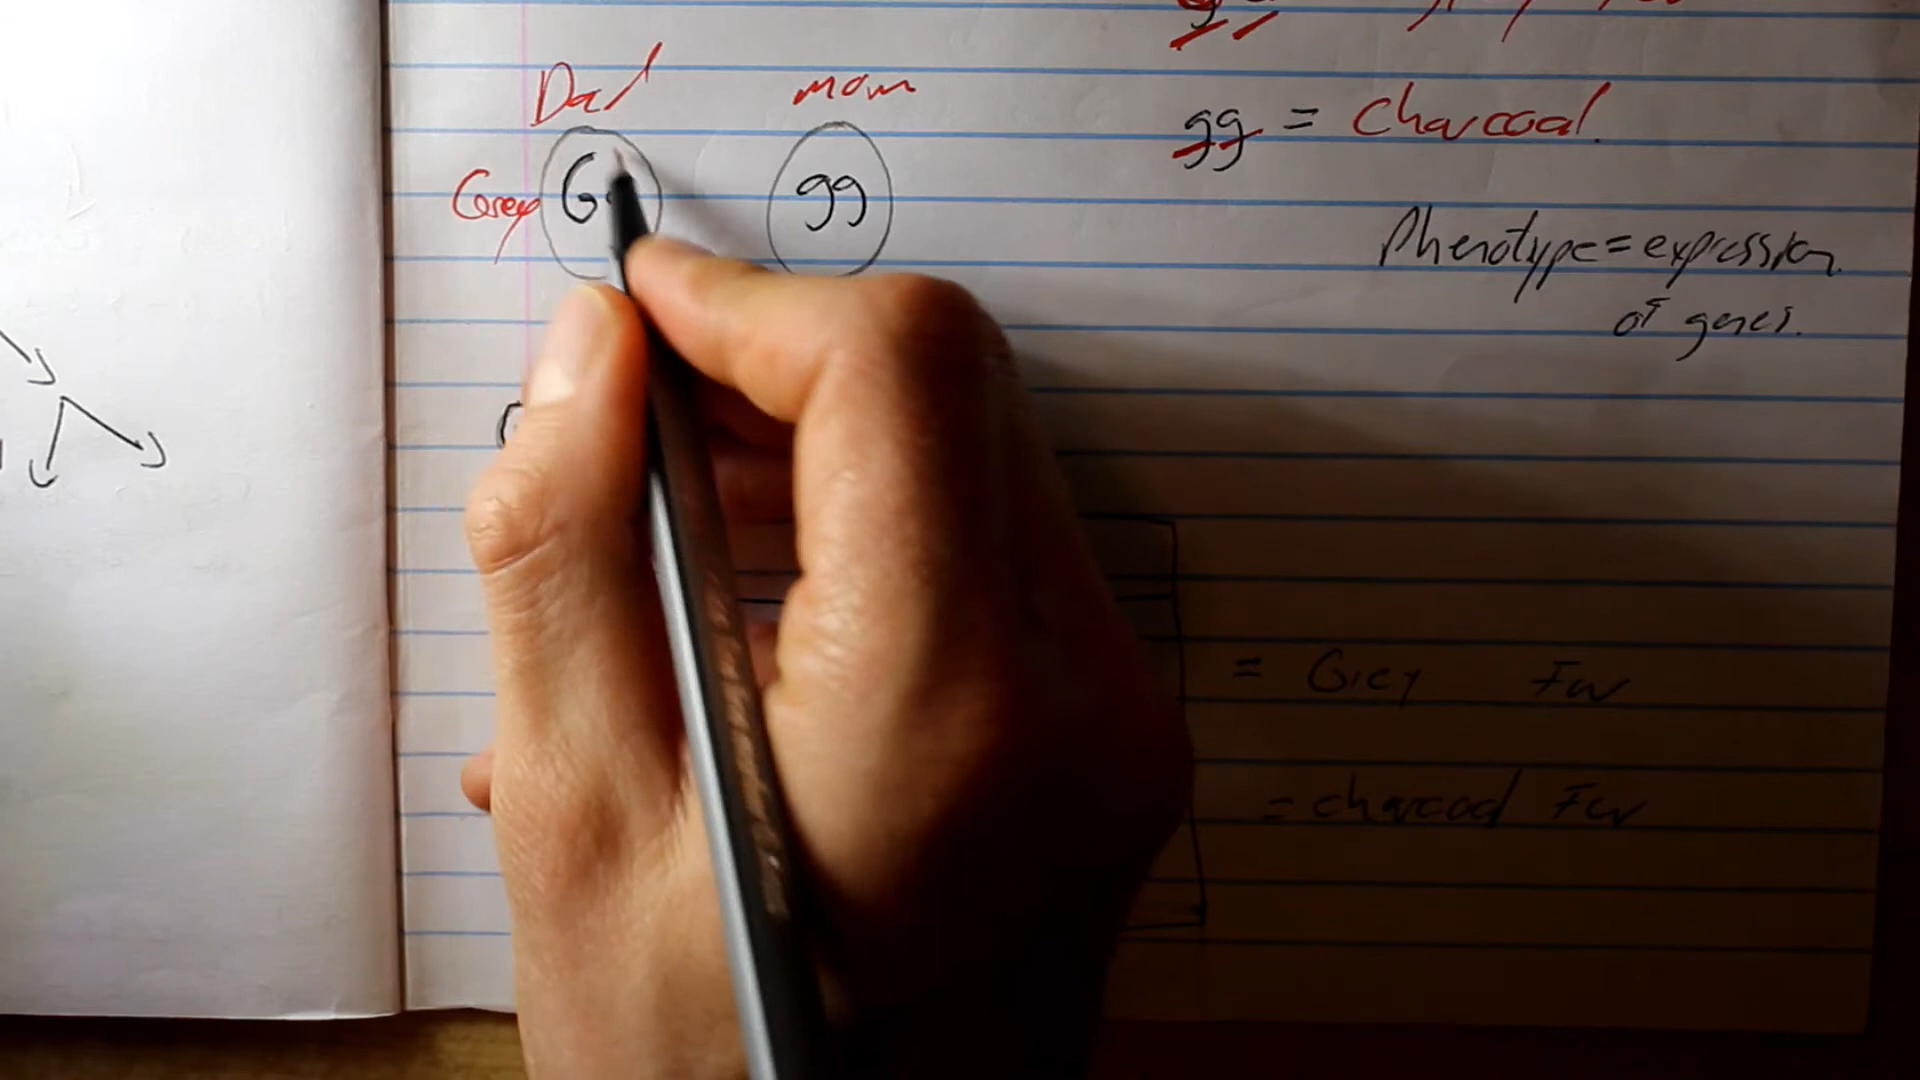 Dad mom
gg = Charcoal.
Grey G gg
Phenotype = expression
of genes.
= Grey Fur
= charcoal Fur